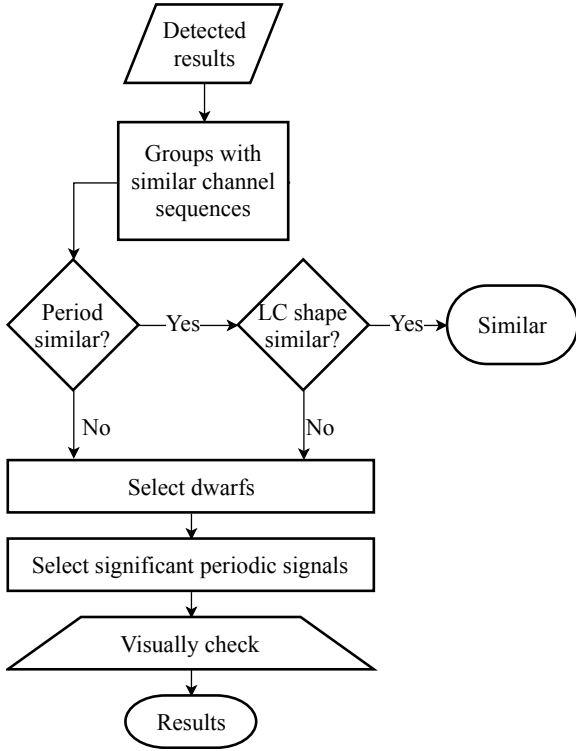 Detected
results
Groups with
similar channel
sequences
Period
similar?
Yes
LC shape
similar?
Yes
Similar
No
No
Select dwarfs
Select significant periodic signals
Visually check
Results